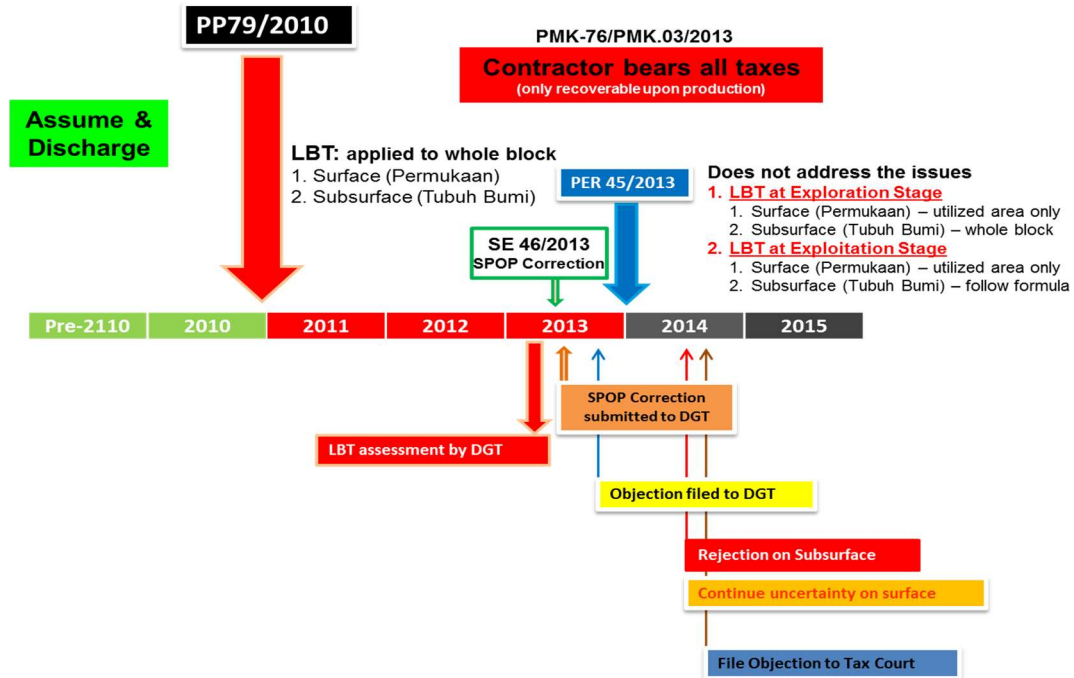 PP79/2010
PMK-76/PMK.03/2013
Contractor bears all taxes
(only recoverable upon production)
Assume &
Discharge
LBT: applied to whole block
1. Surface (Permukaan)
2. Subsurface (Tubuh Bumi)
PER 45/2013
Does not address the issues
1. LBT at Exploration Stage
1. Surface (Permukaan) – utilized area only
2. Subsurface (Tubuh Bumi) – whole block
2. LBT at Exploitation Stage
1. Surface (Permukaan) – utilized area only
2. Subsurface (Tubuh Bumi) – follow formula
SE 46/2013
SPOP Correction
Pre-2110 2010 2011 2012 2013 2014 2015
SPOP Correction
submitted to DGT
LBT assessment by DGT
Objection filed to DGT
Rejection on Subsurface
Continue uncertainty on surface
File Objection to Tax Court